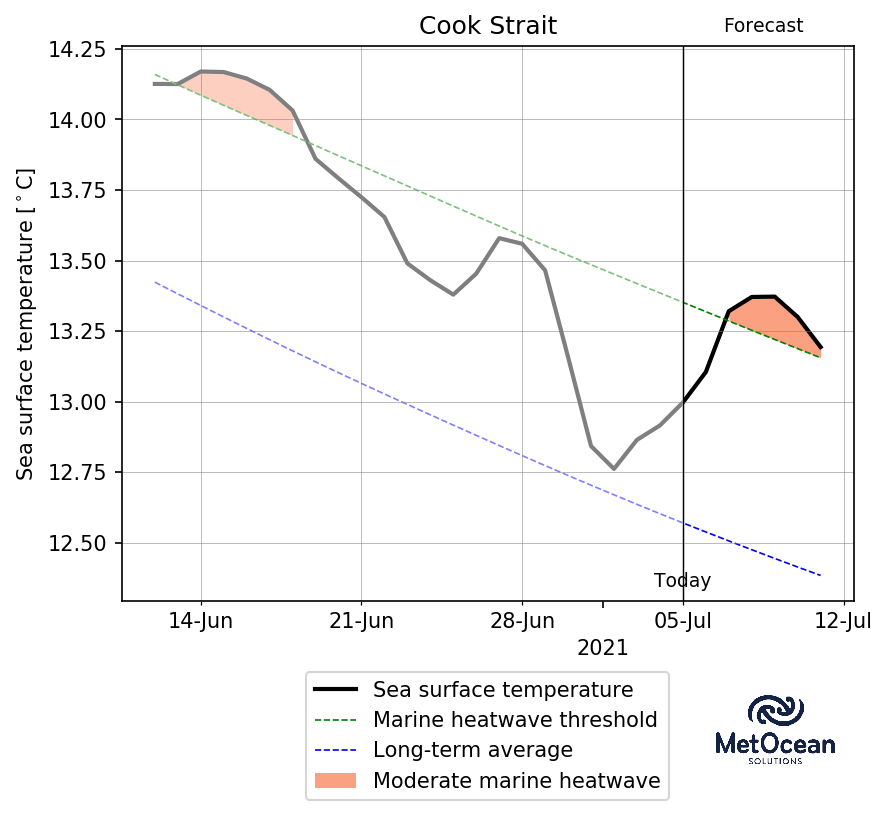 Cook Strait
Forecast
14.25
14.00
13.75
13.50
13.25
13.00
12.75
12.50
Sea surface temperature [°C]
Today
14-Jun 21-Jun 28-Jun 05-Jul 12-Jul
2021
Sea surface temperature
Marine heatwave threshold
Long-term average
Moderate marine heatwave
MetOcean
SOLUTIONS